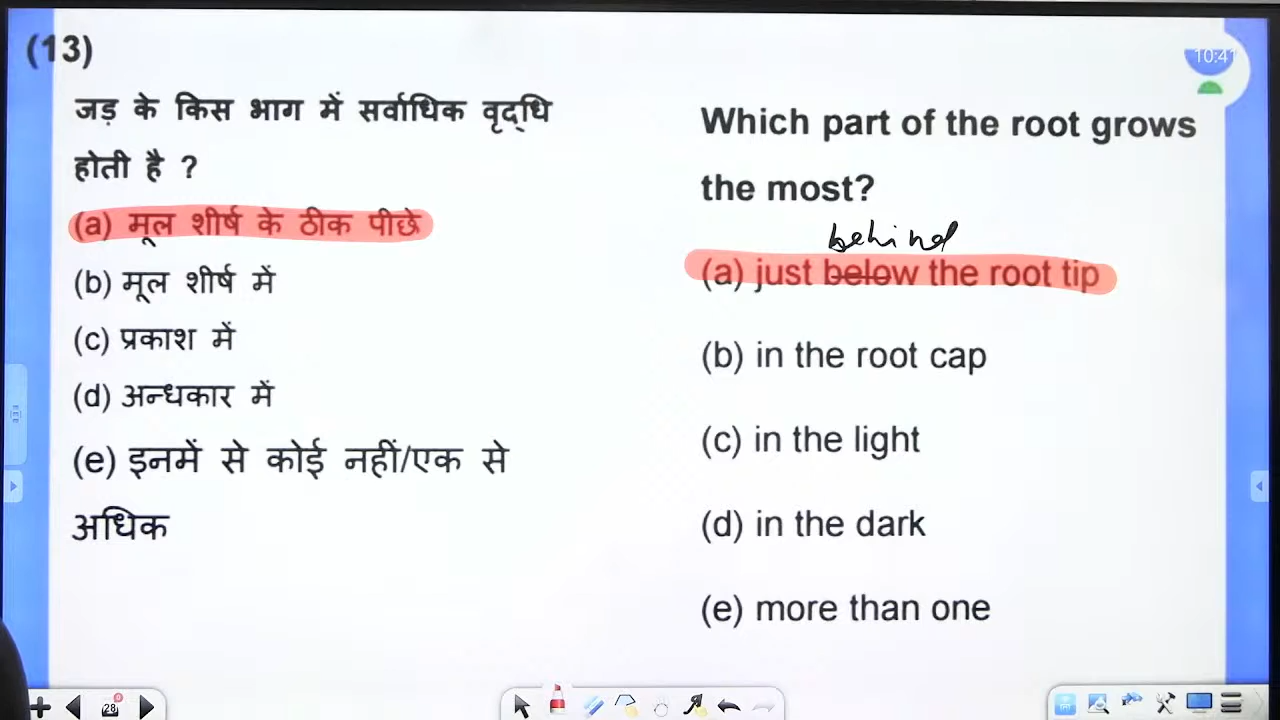 (13)
10:41
जड़ के किस भाग में सर्वाधिक वृद्धि
होती है ?
(a) मूल शीर्ष के ठीक पीछे
(b) मूल शीर्ष में
(c) प्रकाश में
(d) अन्धकार में
(e) इनमें से कोई नहीं/एक से
अधिक
Which part of the root grows
the most?
behind
(a) just below the root tip
(b) in the root cap
(c) in the light
(d) in the dark
(e) more than one
28